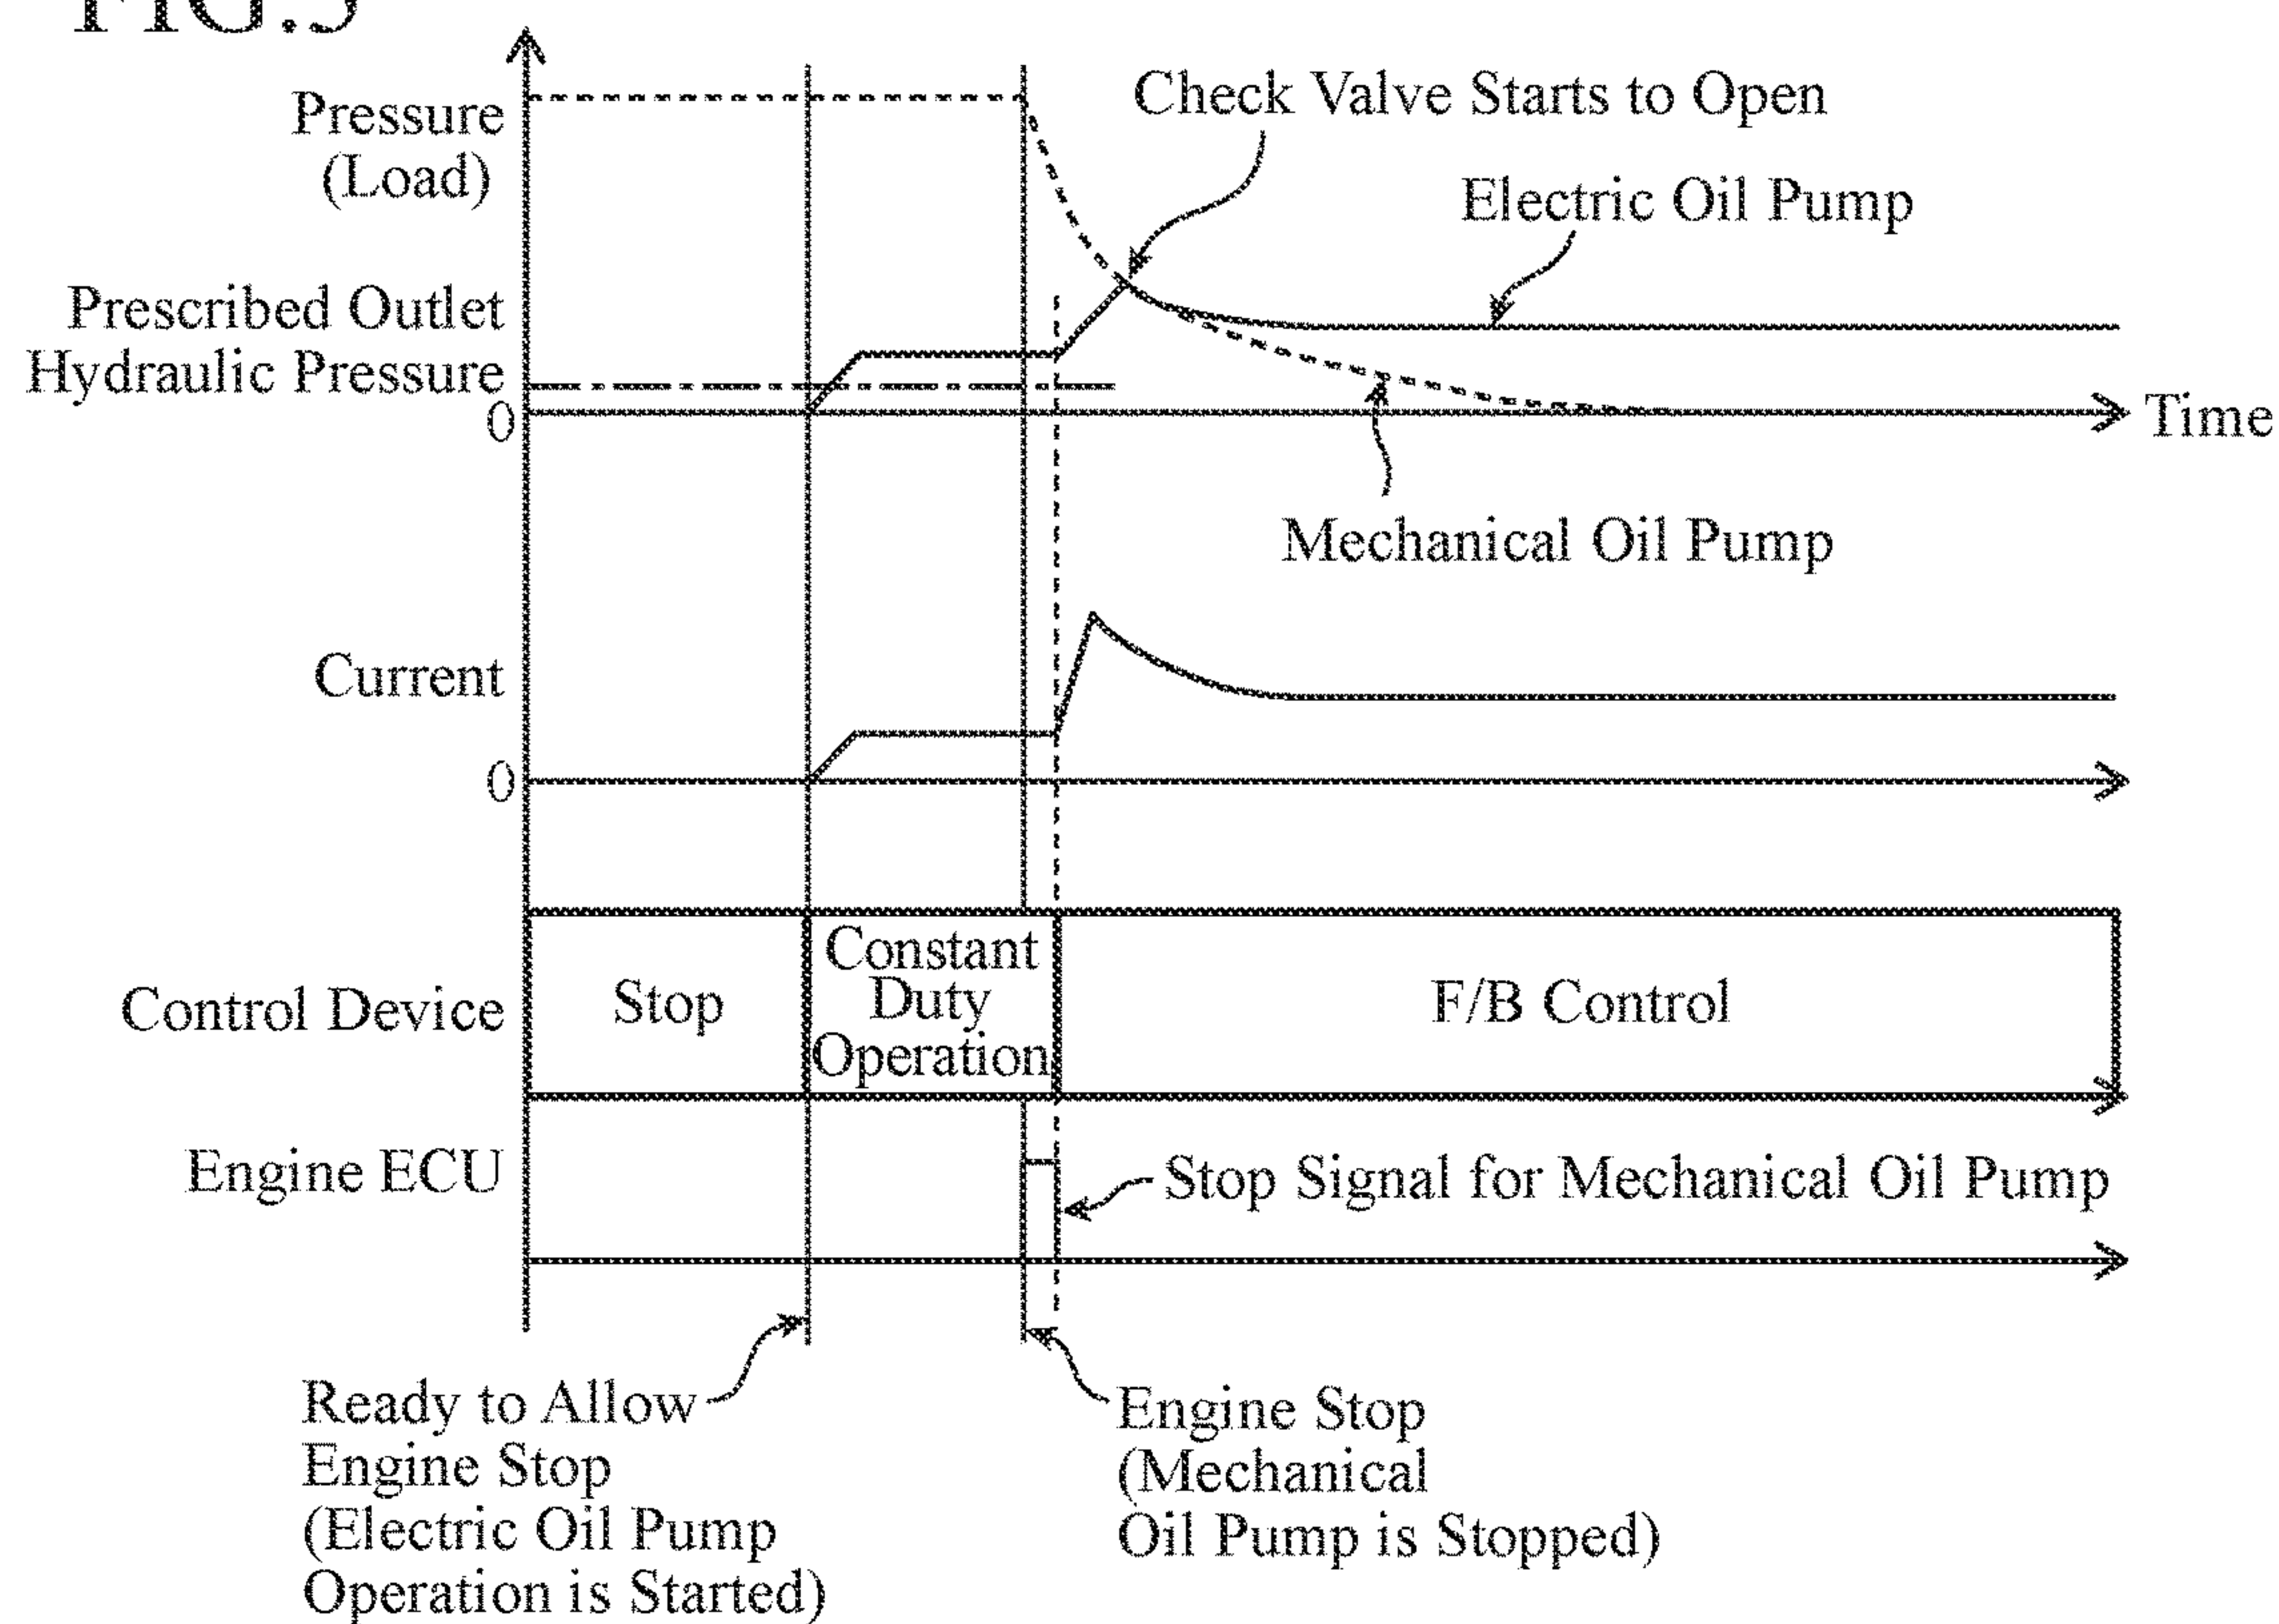 FIG.5
Pressure
(Load)
Check Valve Starts to Open
Electric Oil Pump
Prescribed Outlet
Hydraulic Pressure
0
Time
Mechanical Oil Pump
Current
0
Control Device
Stop
Constant
Duty
Operation
F/B Control
Engine ECU
Stop Signal for Mechanical Oil Pump
Ready to Allow
Engine Stop
(Electric Oil Pump
Operation is Started)
Engine Stop
(Mechanical
Oil Pump is Stopped)